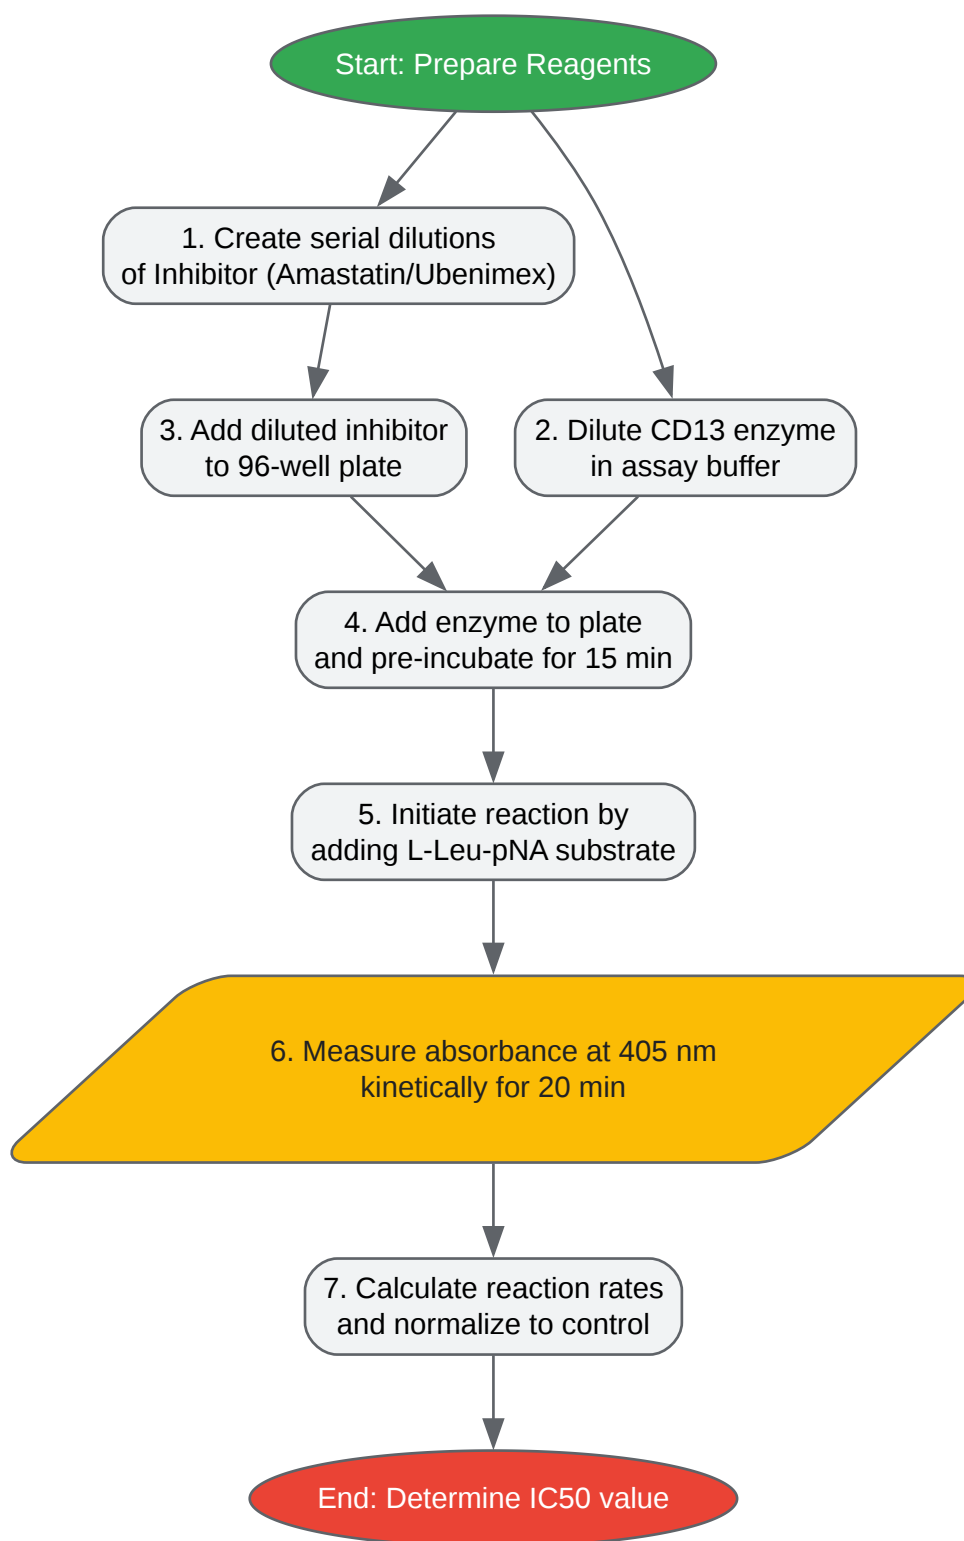 Start: Prepare Reagents
1. Create serial dilutions
of Inhibitor (Amastatin/Ubenimex)
3. Add diluted inhibitor
to 96-well plate
2. Dilute CD13 enzyme
in assay buffer
4. Add enzyme to plate
and pre-incubate for 15 min
5. Initiate reaction by
adding L-Leu-pNA substrate
6. Measure absorbance at 405 nm
kinetically for 20 min
7. Calculate reaction rates
and normalize to control
End: Determine IC50 value